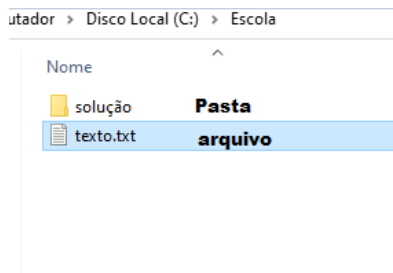 utador > Disco Local (C:) > Escola
Nome
solução Pasta
texto.txt arquivo